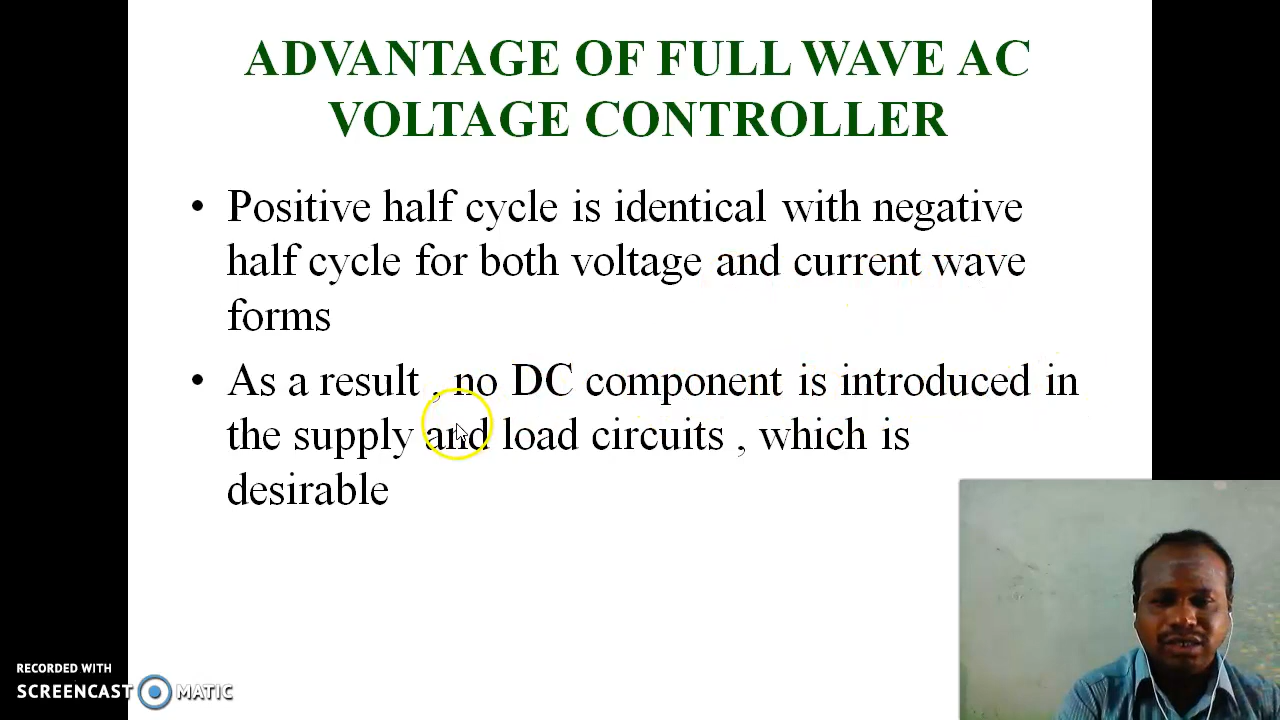 ADVANTAGE OF FULL WAVE AC
VOLTAGE CONTROLLER
• Positive half cycle is identical with negative
half cycle for both voltage and current wave
forms
• As a result , no DC component is introduced in
the supply and load circuits , which is
desirable
RECORDED WITH
SCREENCAST MATIC